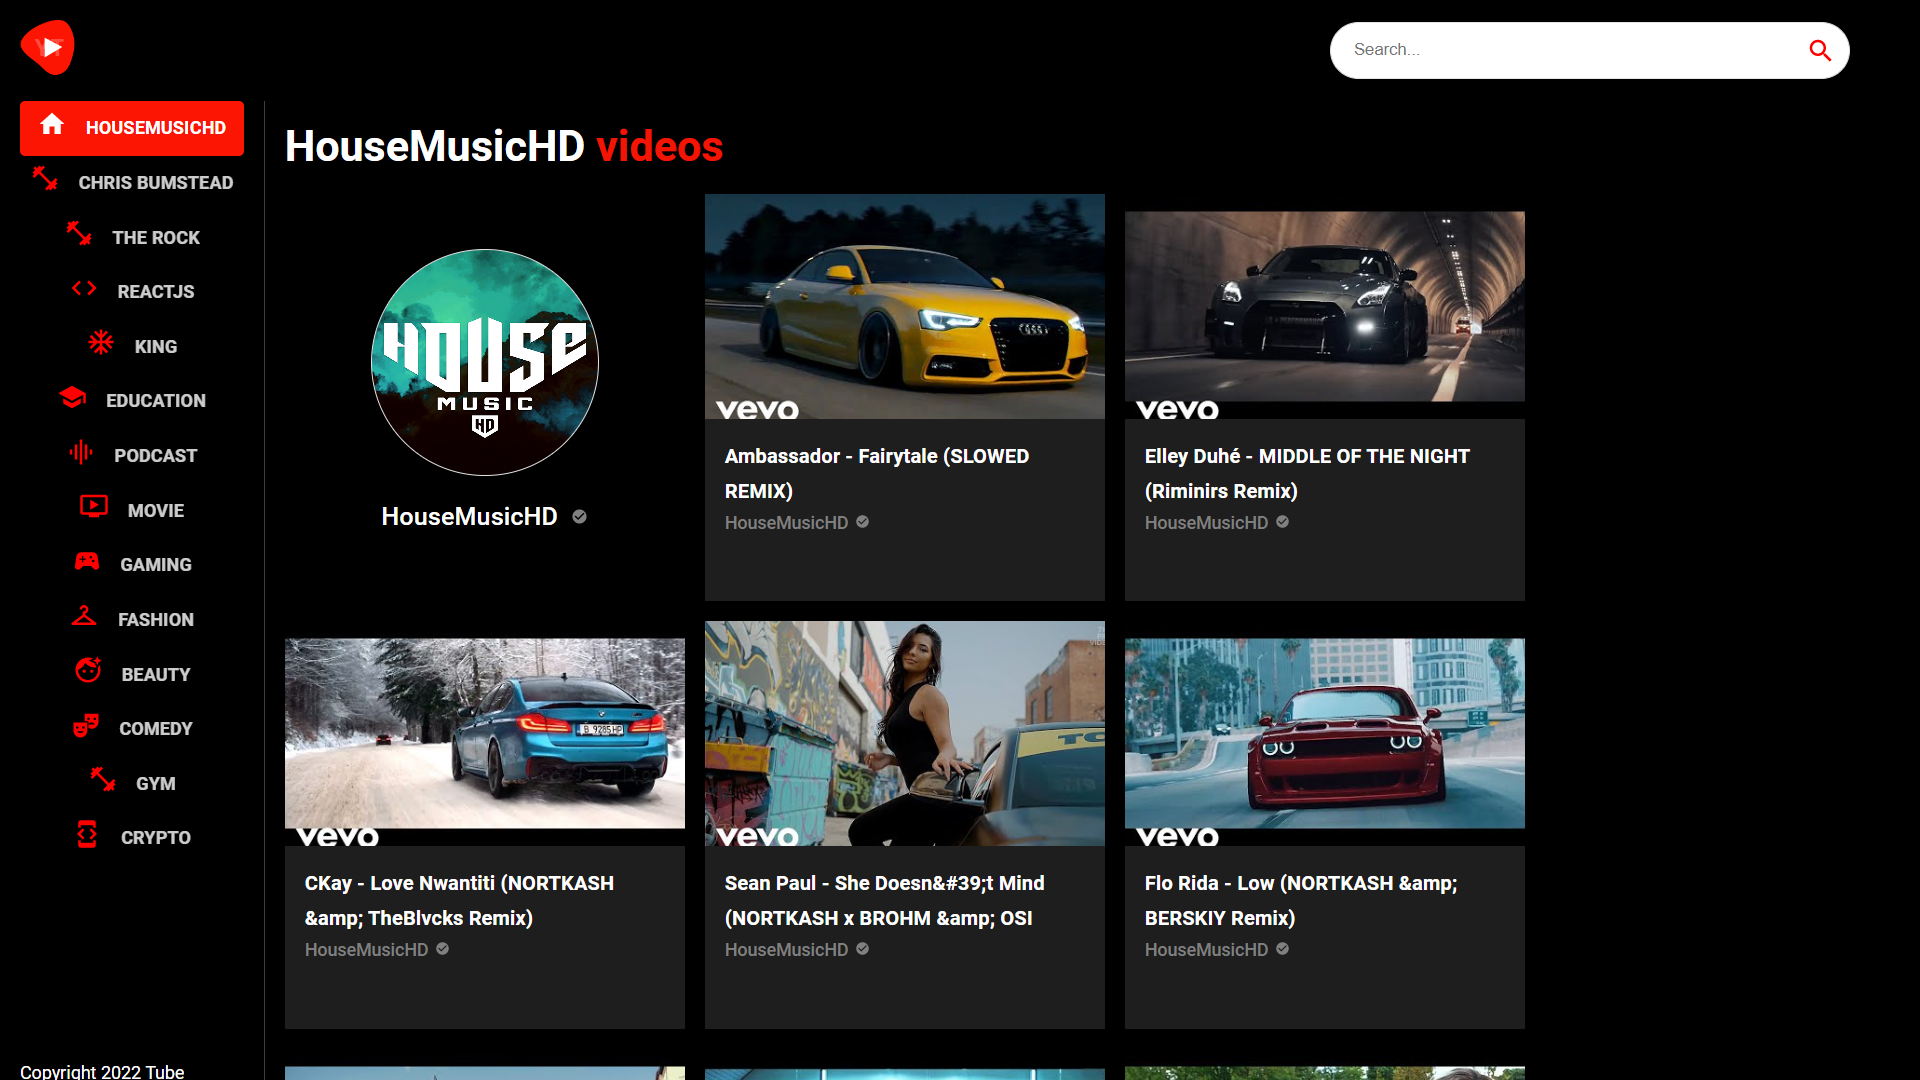 YT
Search...
HOUSEMUSICHD
CHRIS BUMSTEAD
THE ROCK
REACTJS
KING
EDUCATION
PODCAST
MOVIE
GAMING
FASHION
BEAUTY
COMEDY
GYM
CRYPTO
Copyright 2022 Tube
HouseMusicHD videos
HOUSE
MUSIC
HD
HouseMusicHD
vevo
Ambassador - Fairytale (SLOWED
REMIX)
HouseMusicHD
vevo
Elley Duhé - MIDDLE OF THE NIGHT
(Riminirs Remix)
HouseMusicHD
vevo
CKay - Love Nwantiti (NORTKASH
&amp; TheBlvcks Remix)
HouseMusicHD
vevo
Sean Paul - She Doesn&#39;t Mind
(NORTKASH x BROHM &amp; OSI
HouseMusicHD
vevo
Flo Rida - Low (NORTKASH &amp;
BERSKIY Remix)
HouseMusicHD